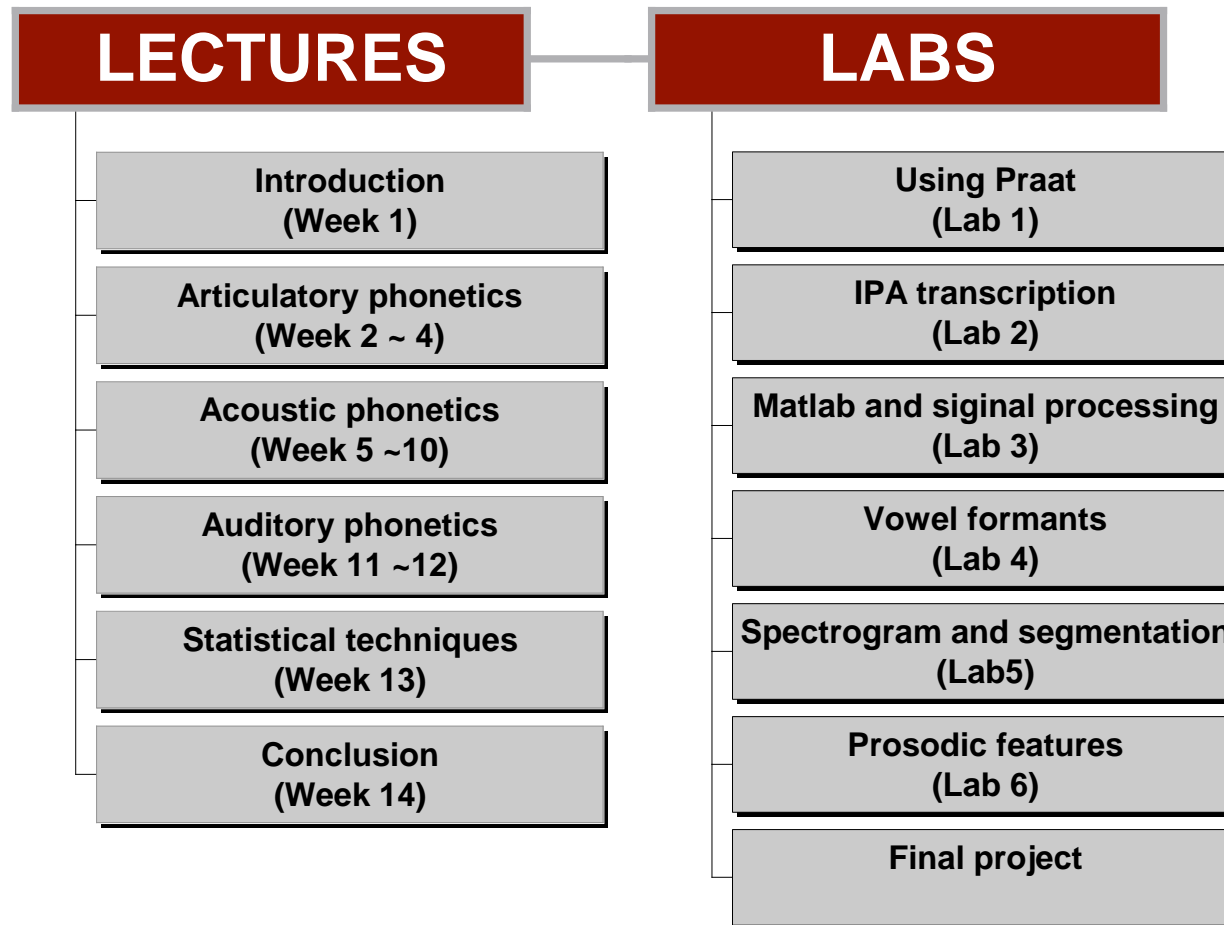 LECTURES
Introduction
(Week 1)
Articulatory phonetics
(Week 2 ~ 4)
Acoustic phonetics
(Week 5 ~10)
Auditory phonetics
(Week 11 ~12)
Statistical techniques
(Week 13)
Conclusion
(Week 14)
LABS
Using Praat
(Lab 1)
IPA transcription
(Lab 2)
Matlab and siginal processing
(Lab 3)
Vowel formants
(Lab 4)
Spectrogram and segmentation
(Lab5)
Prosodic features
(Lab 6)
Final project